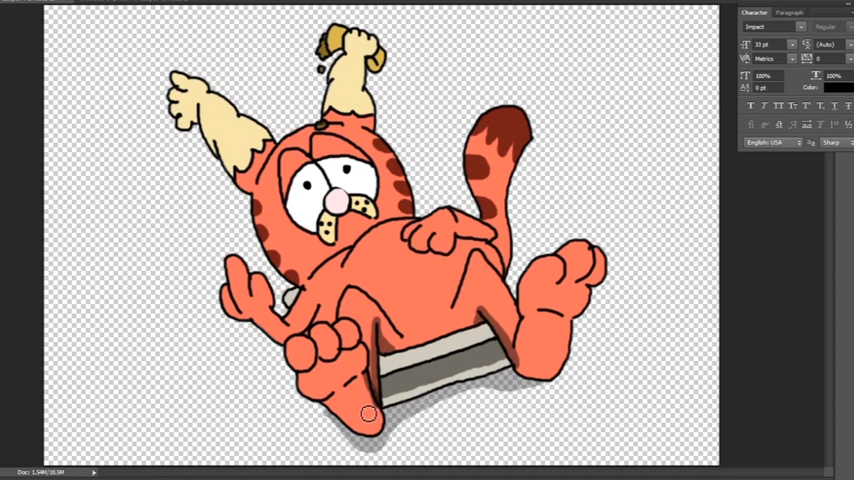 Character Paragraph
Impact Regular
33 pt (Auto)
Metrics 0
100% 100%
0 pt Color:
English: USA Sharp
Doc: 1.54M/18.9M